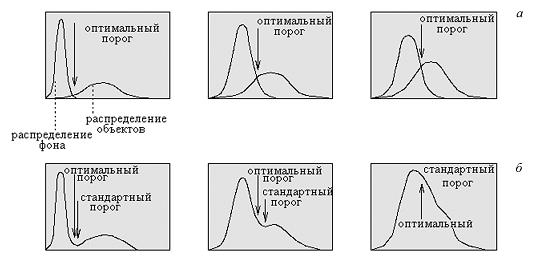 оптимальный
порог
оптимальный
порог
оптимальный
порог
а
распределение
объектов
распределение
фона
оптимальный
порог
стандартный
порог
оптимальный
порог
стандартный
порог
стандартный
порог
оптимальный
б